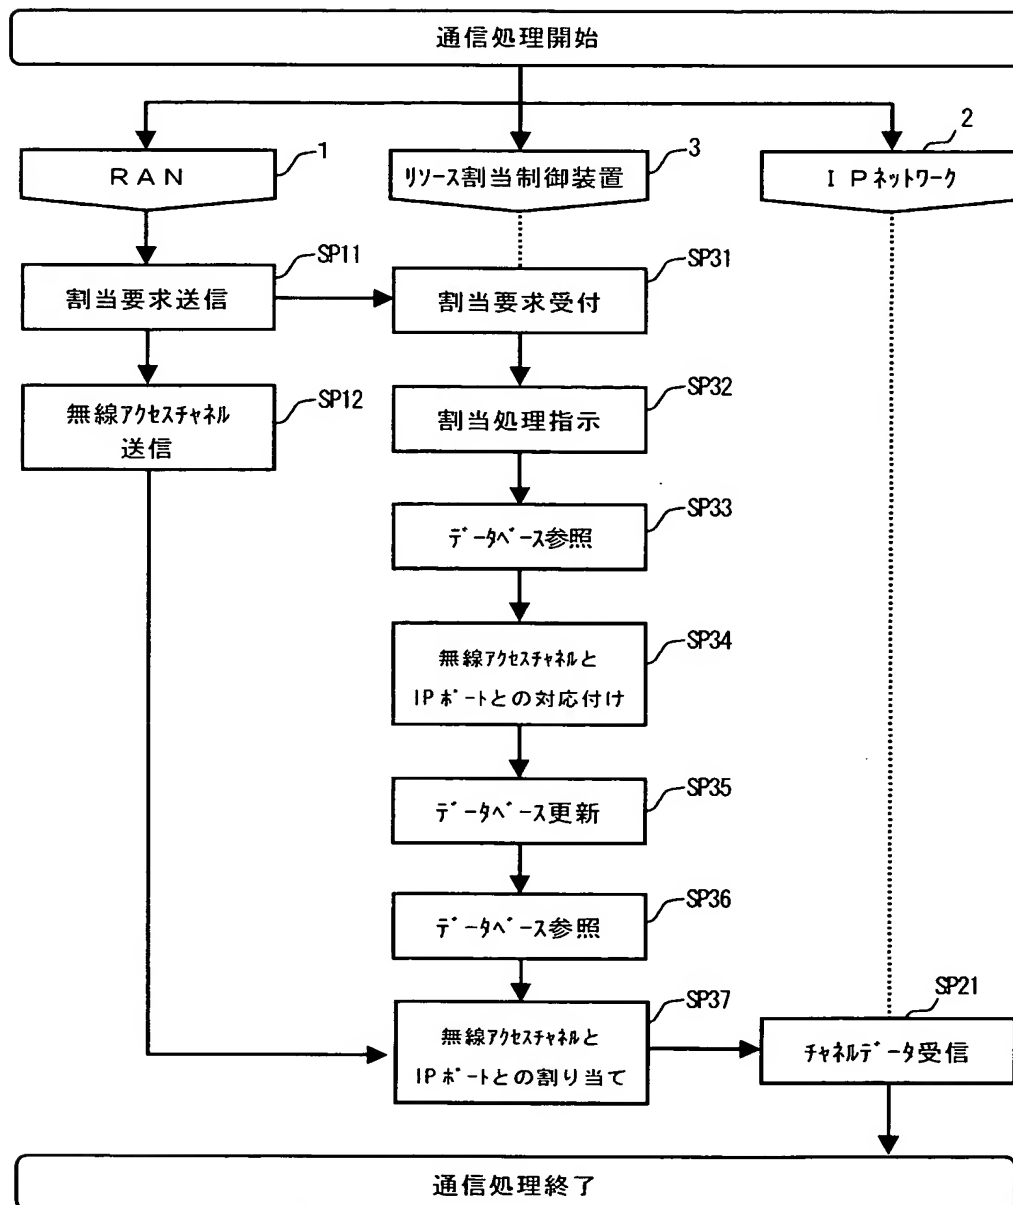 通信処理開始
1
RAN
3
リソース割当制御装置
2
IPネットワーク
SP11
割当要求送信
SP31
割当要求受付
SP12
無線アクセスチャネル
送信
SP32
割当処理指示
SP33
データベース参照
SP34
無線アクセスチャネルと
IPポートとの対応付け
SP35
データベース更新
SP36
データベース参照
SP37
無線アクセスチャネルと
IPポートとの割り当て
SP21
チャネルデータ受信
通信処理終了